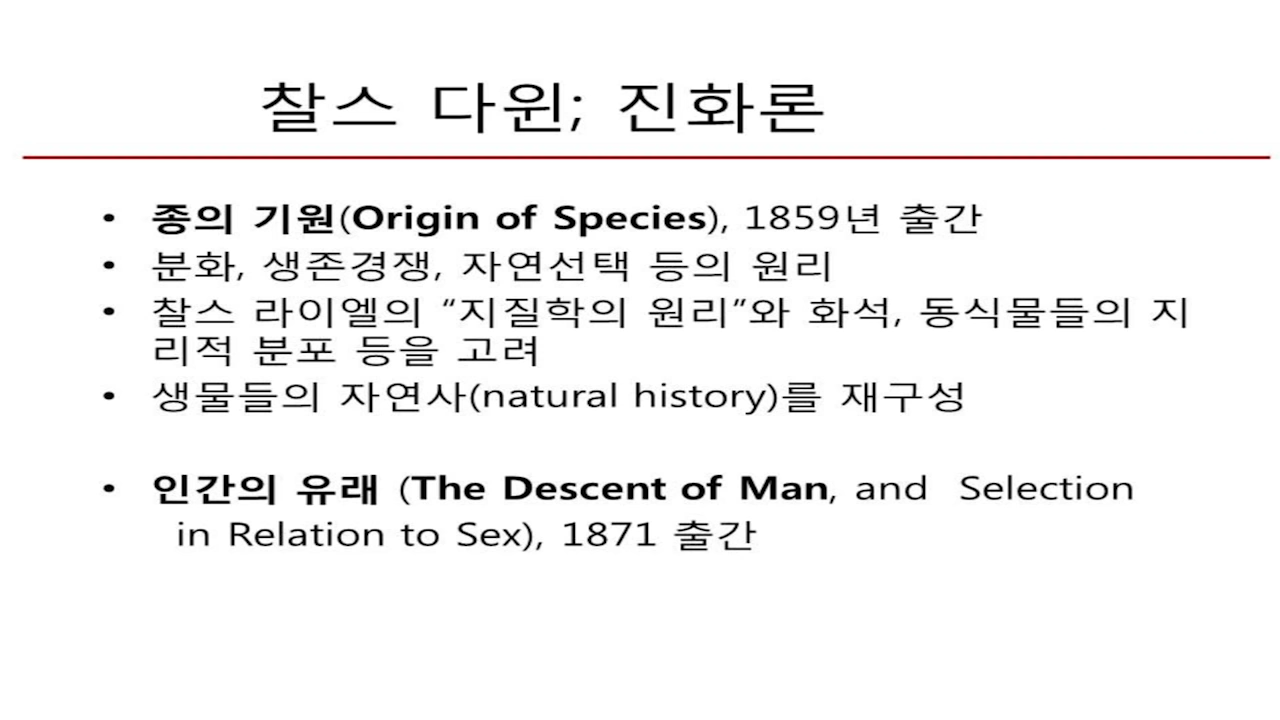 찰스 다윈; 진화론
• 종의 기원(Origin of Species), 1859년 출간
• 분화, 생존경쟁, 자연선택 등의 원리
• 찰스 라이엘의 “지질학의 원리”와 화석, 동식물들의 지
리적 분포 등을 고려
• 생물들의 자연사(natural history)를 재구성
• 인간의 유래 (The Descent of Man, and Selection
in Relation to Sex), 1871 출간